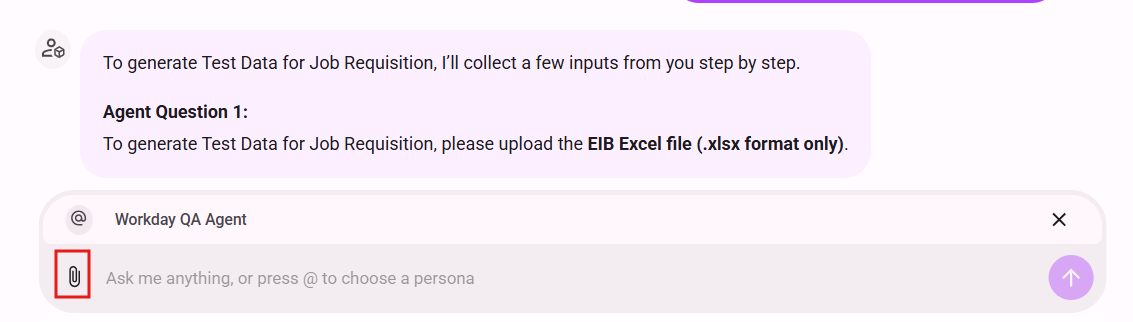 To generate Test Data for Job Requisition, I’ll collect a few inputs from you step by step.
Agent Question 1:
To generate Test Data for Job Requisition, please upload the EIB Excel file (.xlsx format only).
Workday QA Agent
Ask me anything, or press @ to choose a persona